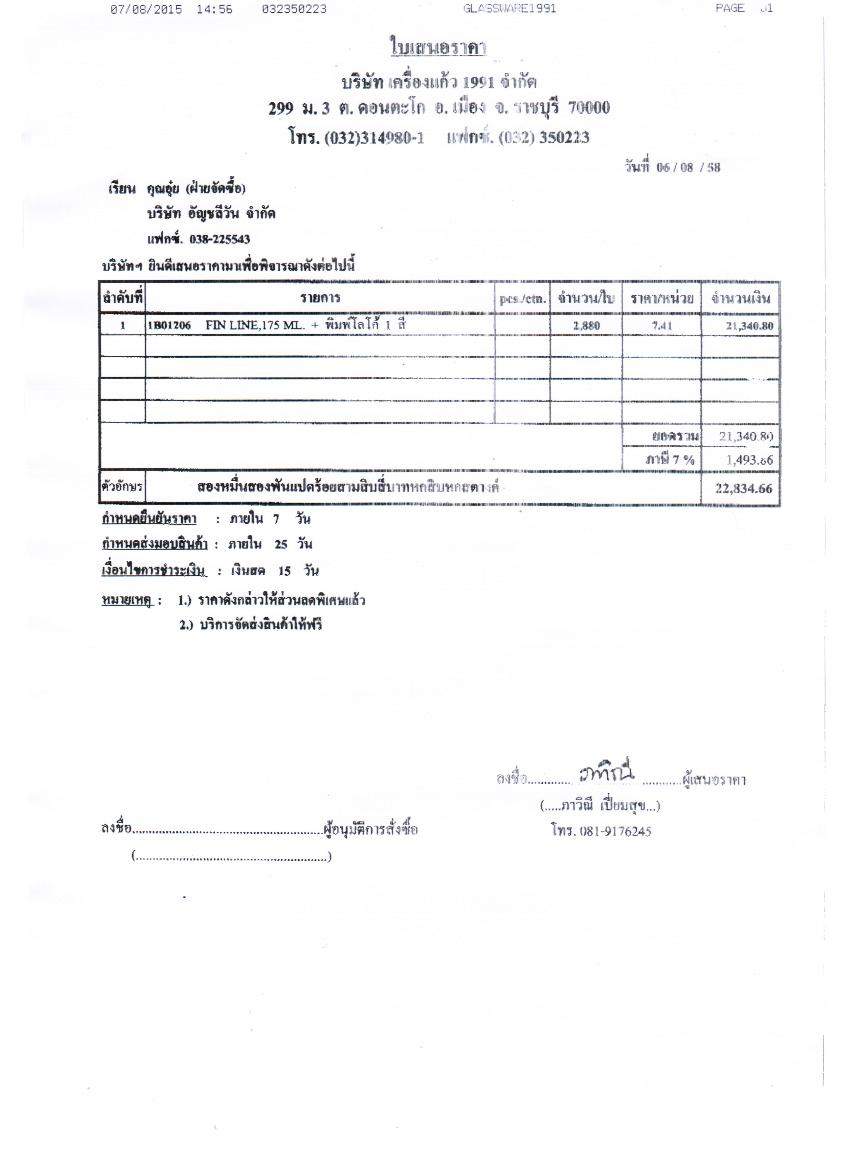 07/08/2015 14:56 032350223 GLASSWARE1991 PAGE 01
ใบเสนอราคา
บริษัท เครื่องแก้ว 1991 จำกัด
299 ม. 3 ต. ดอนตะโก อ. เมือง จ. ราชบุรี 70000
โทร. (032)314980-1 แฟกซ์. (032) 350223
วันที่ 06 / 08 / 58
เรียน คุณอุ๋ย (ฝ่ายจัดซื้อ)
บริษัท อัญชลีวัน จำกัด
แฟกซ์. 038-225543
บริษัทฯ ยินดีเสนอราคามาเพื่อพิจารณาดังต่อไปนี้
ลำดับที่ รายการ pcs./ctn. จำนวน/ใบ ราคา/หน่วย จำนวนเงิน
1 1B01206 FIN LINE,175 ML. + พิมพ์โลโก้ 1 สี 2,880 7.41 21,340.80
ยอดรวม 21,340.80
ภาษี 7 % 1,493.86
ตัวอักษร สองหมื่นสองพันแปดร้อยสามสิบสี่บาทหกสิบหกสตางค์ 22,834.66
กำหนดยืนยันราคา : ภายใน 7 วัน
กำหนดส่งมอบสินค้า : ภายใน 25 วัน
เงื่อนไขการชำระเงิน : เงินสด 15 วัน
หมายเหตุ : 1.) ราคาดังกล่าวให้ส่วนลดพิเศษแล้ว
2.) บริการจัดส่งสินค้าให้ฟรี
ลงชื่อ............ ภาวิณี ...........ผู้เสนอราคา
(.....ภาวิณี เปี่ยมสุข...)
โทร. 081-9176245
ลงชื่อ.....................................................ผู้อนุมัติการสั่งซื้อ
(......................................................)